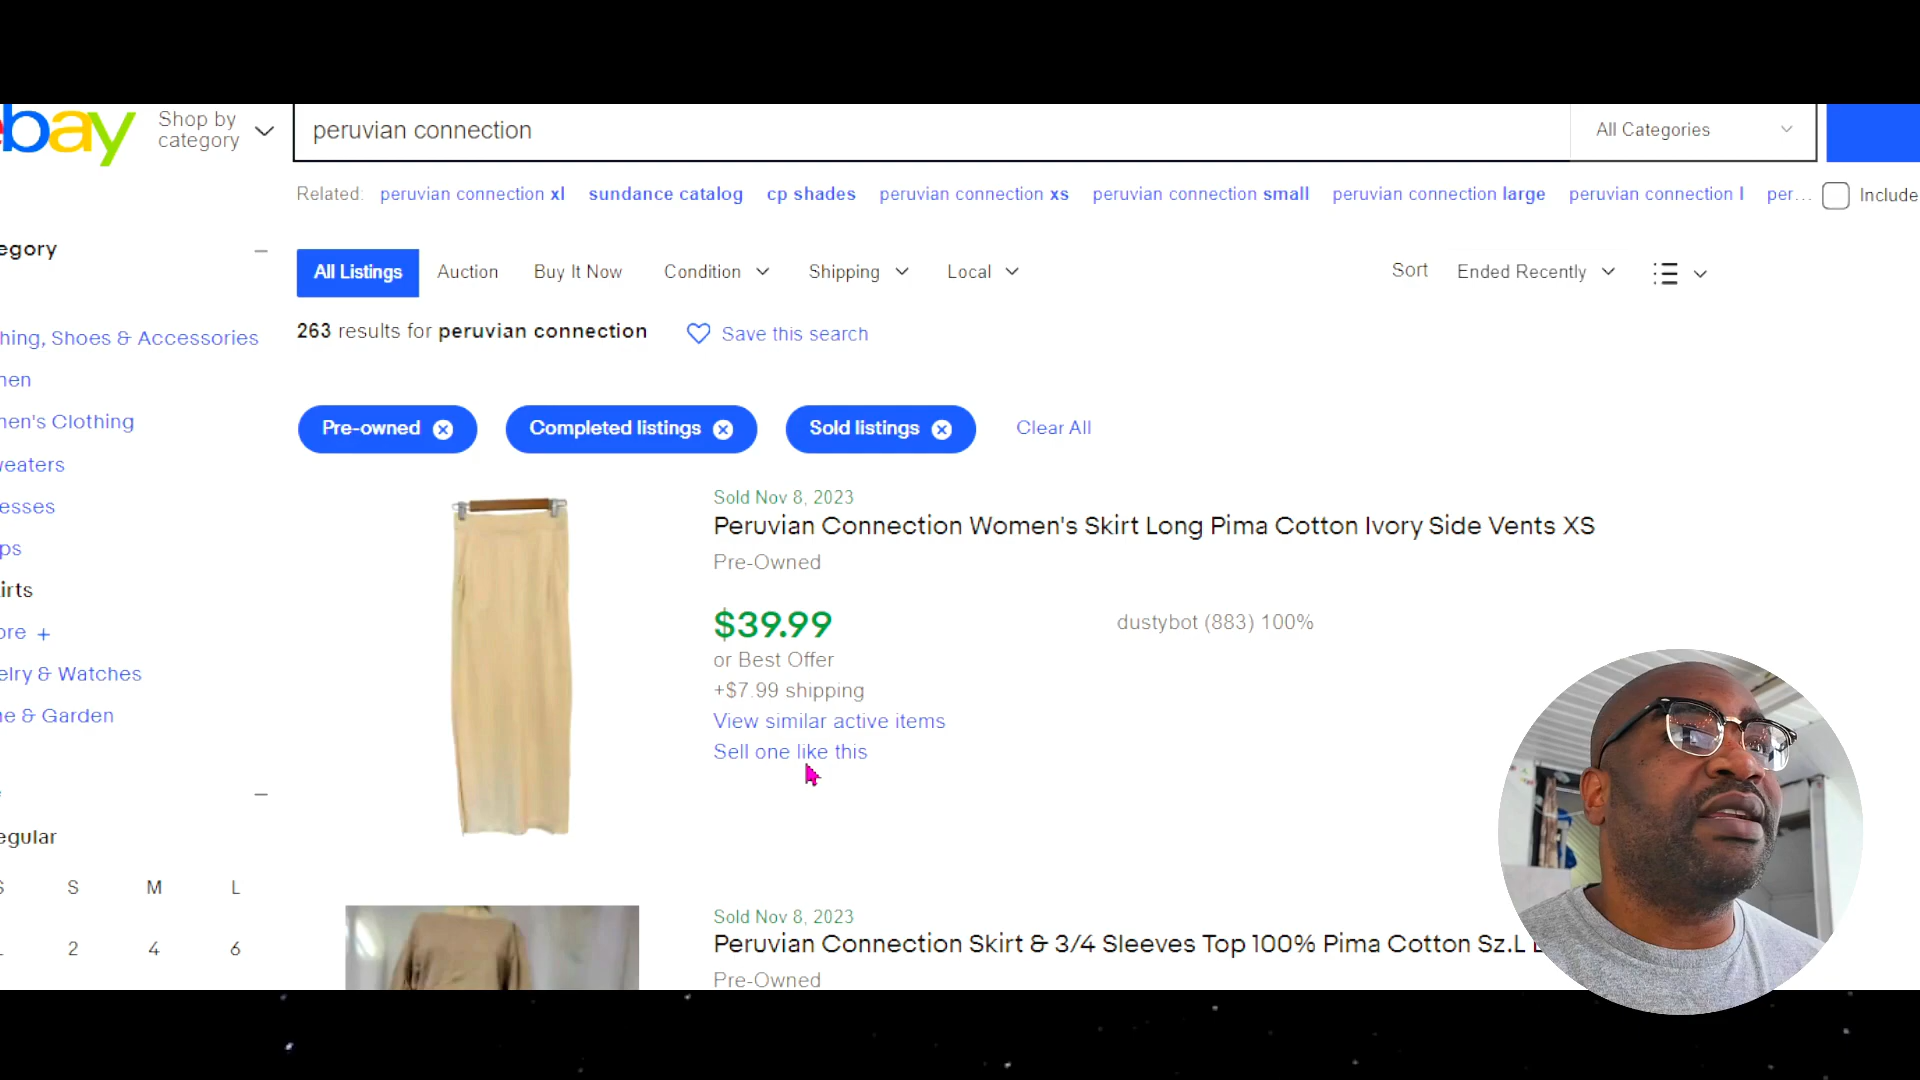 ebay
Shop by
category
peruvian connection
All Categories
Related: peruvian connection xl sundance catalog cp shades peruvian connection xs peruvian connection small peruvian connection large peruvian connection l per... Include
egory
All Listings Auction Buy It Now Condition Shipping Local Sort Ended Recently
263 results for peruvian connection Save this search
hing, Shoes & Accessories
nen
nen's Clothing
weaters
esses
ps
irts
ore +
elry & Watches
ne & Garden
Pre-owned Completed listings Sold listings Clear All
Sold Nov 8, 2023
Peruvian Connection Women's Skirt Long Pima Cotton Ivory Side Vents XS
Pre-Owned
$39.99
dustybot (883) 100%
or Best Offer
+$7.99 shipping
View similar active items
Sell one like this
egular
S S M L
2 4 6
Sold Nov 8, 2023
Peruvian Connection Skirt & 3/4 Sleeves Top 100% Pima Cotton Sz.L
Pre-Owned